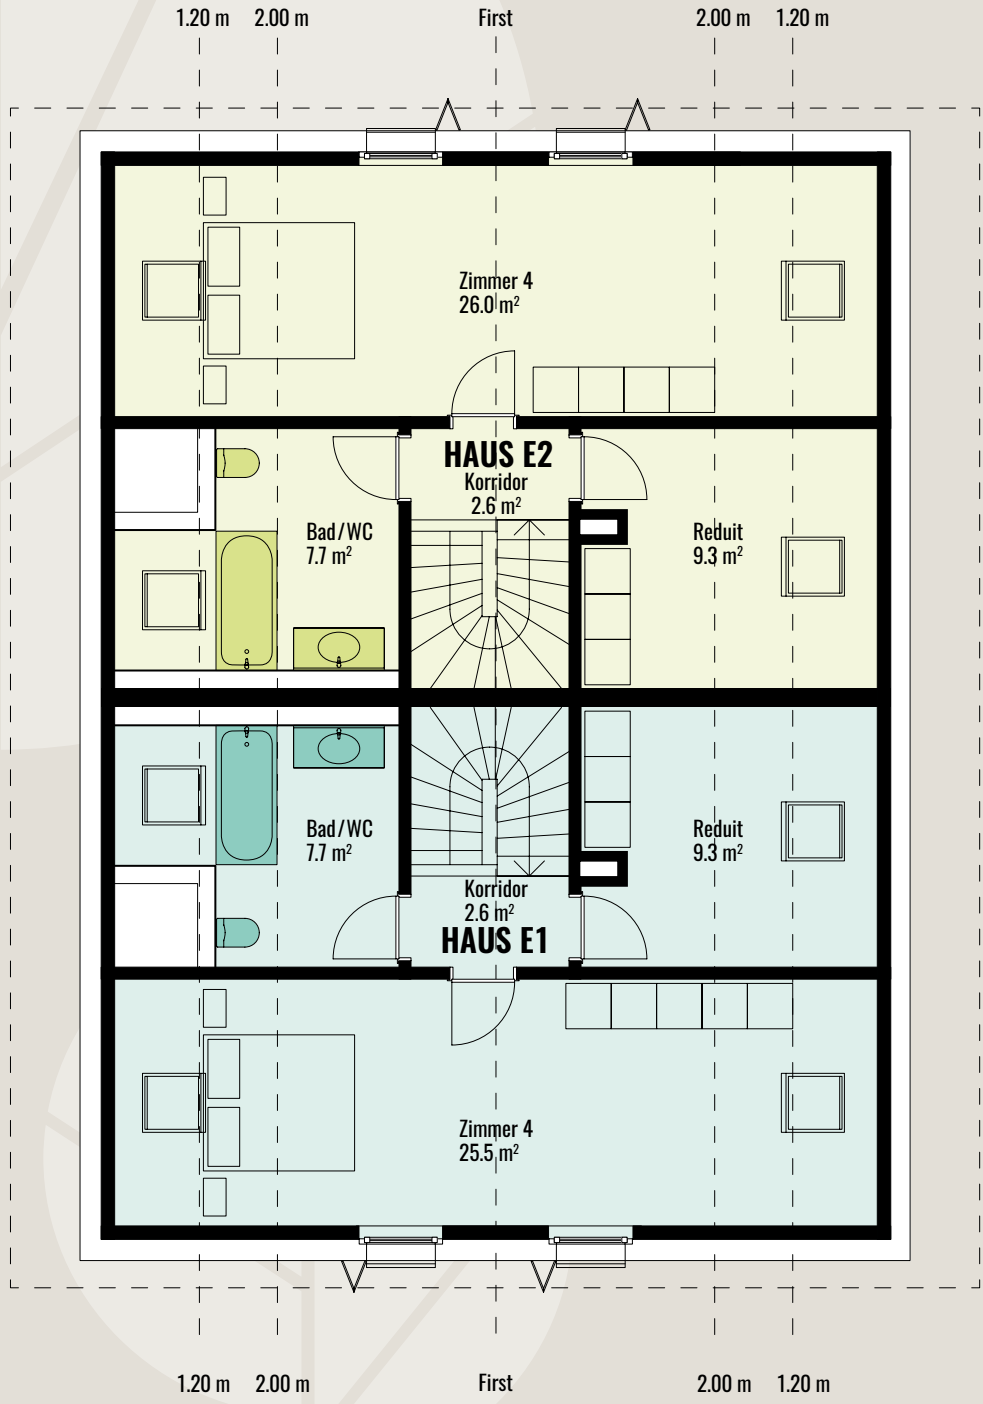 1.20 m 2.00 m First 2.00 m 1.20 m
Zimmer 4
26.0 m²
HAUS E2
Korridor
2.6 m²
Bad/WC
7.7 m²
Reduit
9.3 m²
Bad/WC
7.7 m²
Reduit
9.3 m²
Korridor
2.6 m²
HAUS E1
Zimmer 4
25.5 m²
1.20 m 2.00 m First 2.00 m 1.20 m